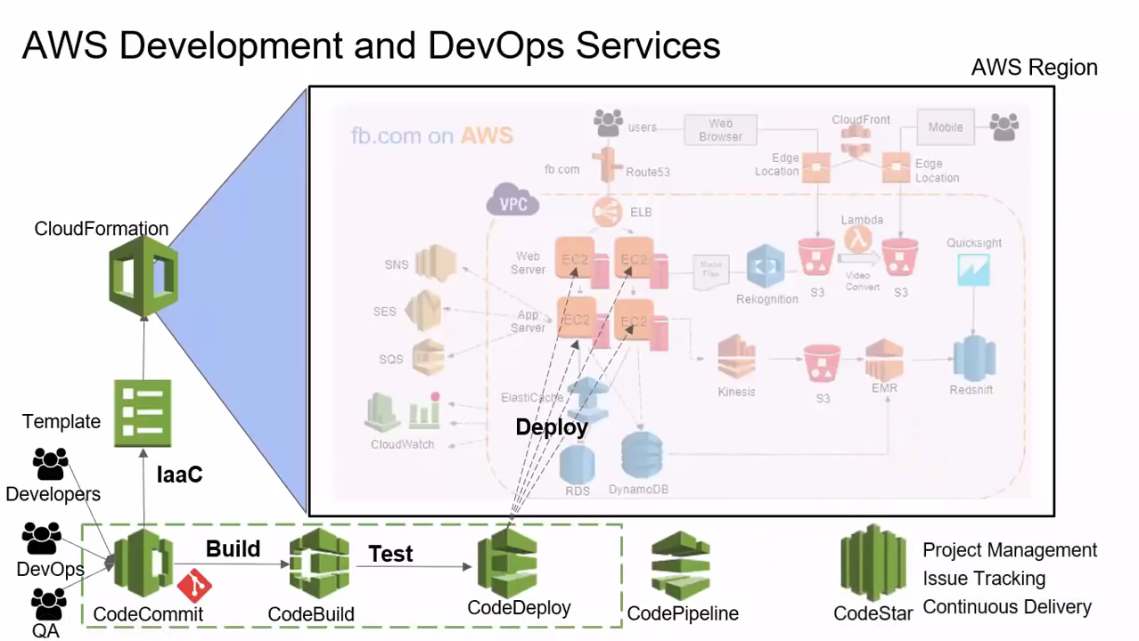 AWS Development and DevOps Services
AWS Region
fb.com on AWS
users
Web
Browser
CloudFront
Mobile
fb.com
Route53
Edge
Location
Edge
Location
VPC
ELB
CloudFormation
Lambda
Quicksight
SNS
Web
Server
EC2
EC2
Rekognition
S3
Video
Convert
S3
SES
App
Server
EC2
EC2
SQS
Kinesis
S3
EMR
Redshift
ElastiCache
CloudWatch
Deploy
Template
IaaC
RDS
DynamoDB
Developers
DevOps
QA
Build
Test
CodeCommit
CodeBuild
CodeDeploy
CodePipeline
CodeStar
Project Management
Issue Tracking
Continuous Delivery